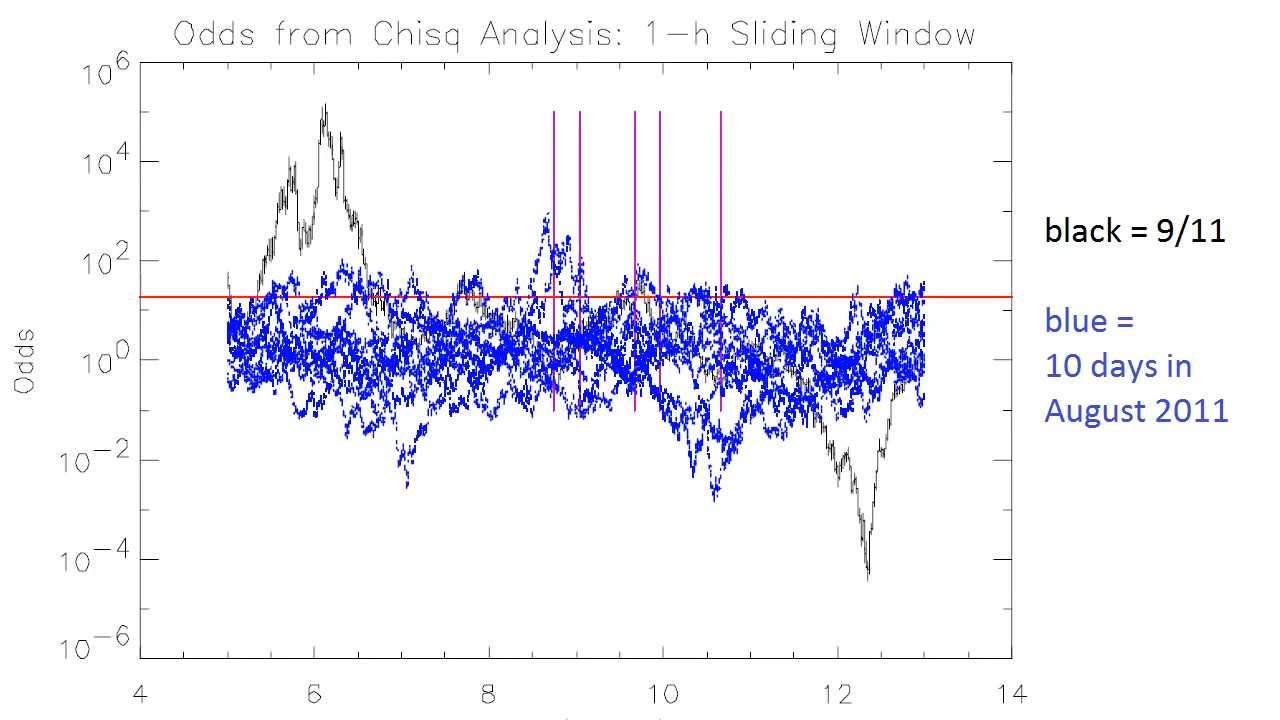 Odds from Chisq Analysis: 1-h Sliding Window
10^6
10^4
10^2
10^0
10^-2
10^-4
10^-6
Odds
4 6 8 10 12 14
black = 9/11
blue =
10 days in
August 2011